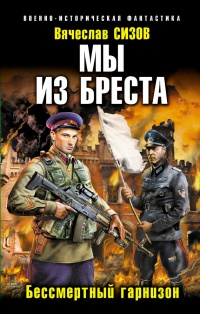 ВОЕННО-ИСТОРИЧЕСКАЯ ФАНТАСТИКА
Вячеслав СИЗОВ
МЫ
ИЗ БРЕСТА
Бессмертный гарнизон